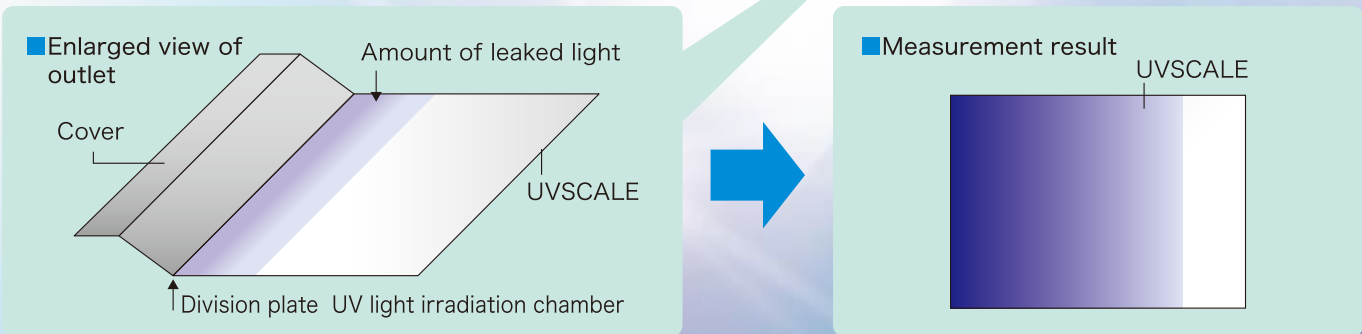 ■Enlarged view of
outlet
Amount of leaked light
Cover
UVSCALE
Division plate UV light irradiation chamber
■Measurement result
UVSCALE